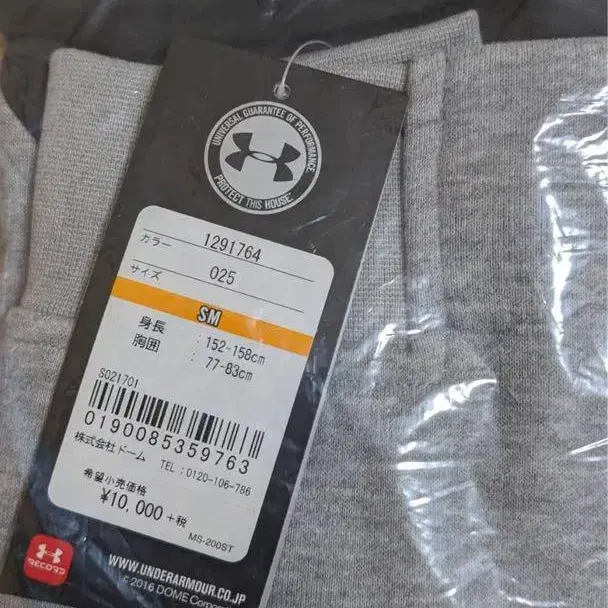 UNIVERSAL GUARANTEE OF PERFORMANCE
PROTECT THIS HOUSE
カラー 1291764
サイズ 025
SM
身長 : 152-158cm
胸囲 : 77-83cm
S021701
0190085359763
株式会社ドーム TEL:0120-106-786
希望小売価格
¥10,000+税
MS-200ST
RECORD
WWW.UNDERARMOUR.CO.JP
©2016 DOME